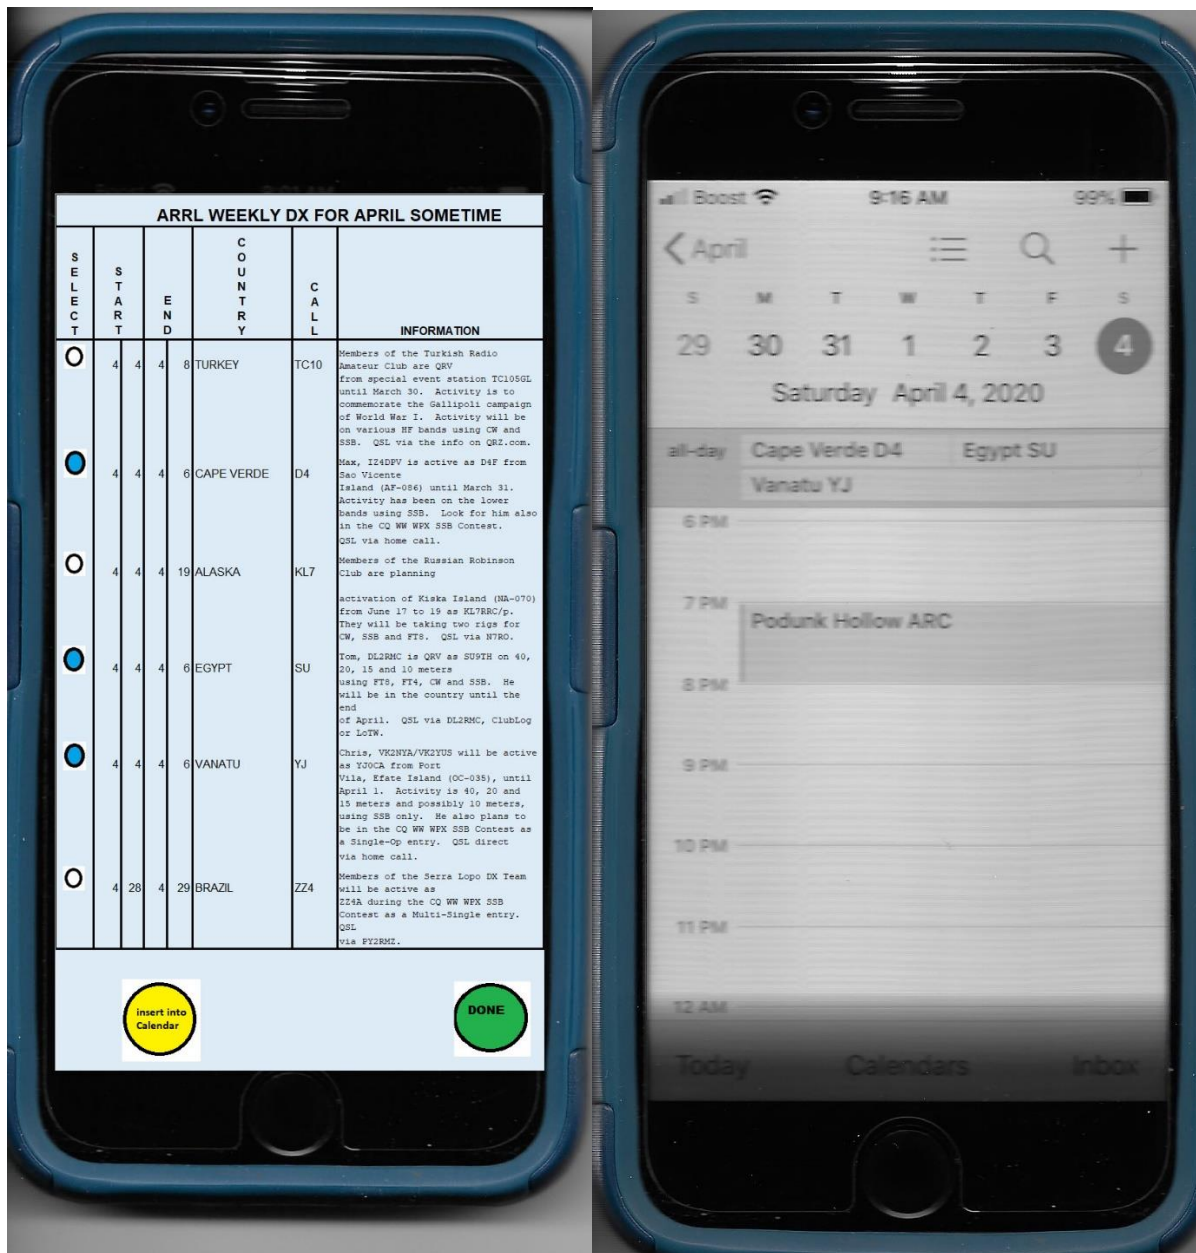 ARRL WEEKLY DX FOR APRIL SOMETIME
SELECT START END COUNTRY CALL INFORMATION
4 4 4 8 TURKEY TC10
Members of the Turkish Radio
Amateur Club are QRV
from special event station TC105GL
until March 30. Activity is to
commemorate the Gallipoli campaign
of World War I. Activity will be
on various HF bands using CW and
SSB. QSL via the info on QRZ.com.
4 4 4 6 CAPE VERDE D4
Max, IZ4DPV is active as D4F from
Sao Vicente
Island (AF-086) until March 31.
Activity has been on the lower
bands using SSB. Look for him also
in the CQ WW WPX SSB Contest.
QSL via home call.
4 4 4 19 ALASKA KL7
Members of the Russian Robinson
Club are planning
activation of Kiska Island (NA-070)
from June 17 to 19 as KL7RRC/p.
They will be taking two rigs for
CW, SSB and FT8. QSL via N7RO.
4 4 4 6 EGYPT SU
Tom, DL2RMC is QRV as SU9TH on 40,
20, 15 and 10 meters
using FT8, FT4, CW and SSB. He
will be in the country until the
end
of April. QSL via DL2RMC, ClubLog
or LoTW.
4 4 4 6 VANATU YJ
Chris, VK2NYA/VK2YUS will be active
as YJ0CA from Port
Vila, Efate Island (OC-035), until
April 1. Activity is 40, 20 and
15 meters and possibly 10 meters,
using SSB only. He also plans to
be in the CQ WW WPX SSB Contest as
a Single-Op entry. QSL direct
via home call.
4 28 4 29 BRAZIL ZZ4
Members of the Serra Lopo DX Team
will be active as
ZZ4A during the CQ WW WPX SSB
Contest as a Multi-Single entry.
QSL
via PY2RMZ.
insert into
Calendar
DONE
Boost 9:16 AM 99%
April
S M T W T F S
29 30 31 1 2 3 4
Saturday April 4, 2020
all-day Cape Verde D4 Egypt SU
Vanatu YJ
6 PM
7 PM
Podunk Hollow ARC
8 PM
9 PM
10 PM
11 PM
12 AM
Today Calendars Inbox